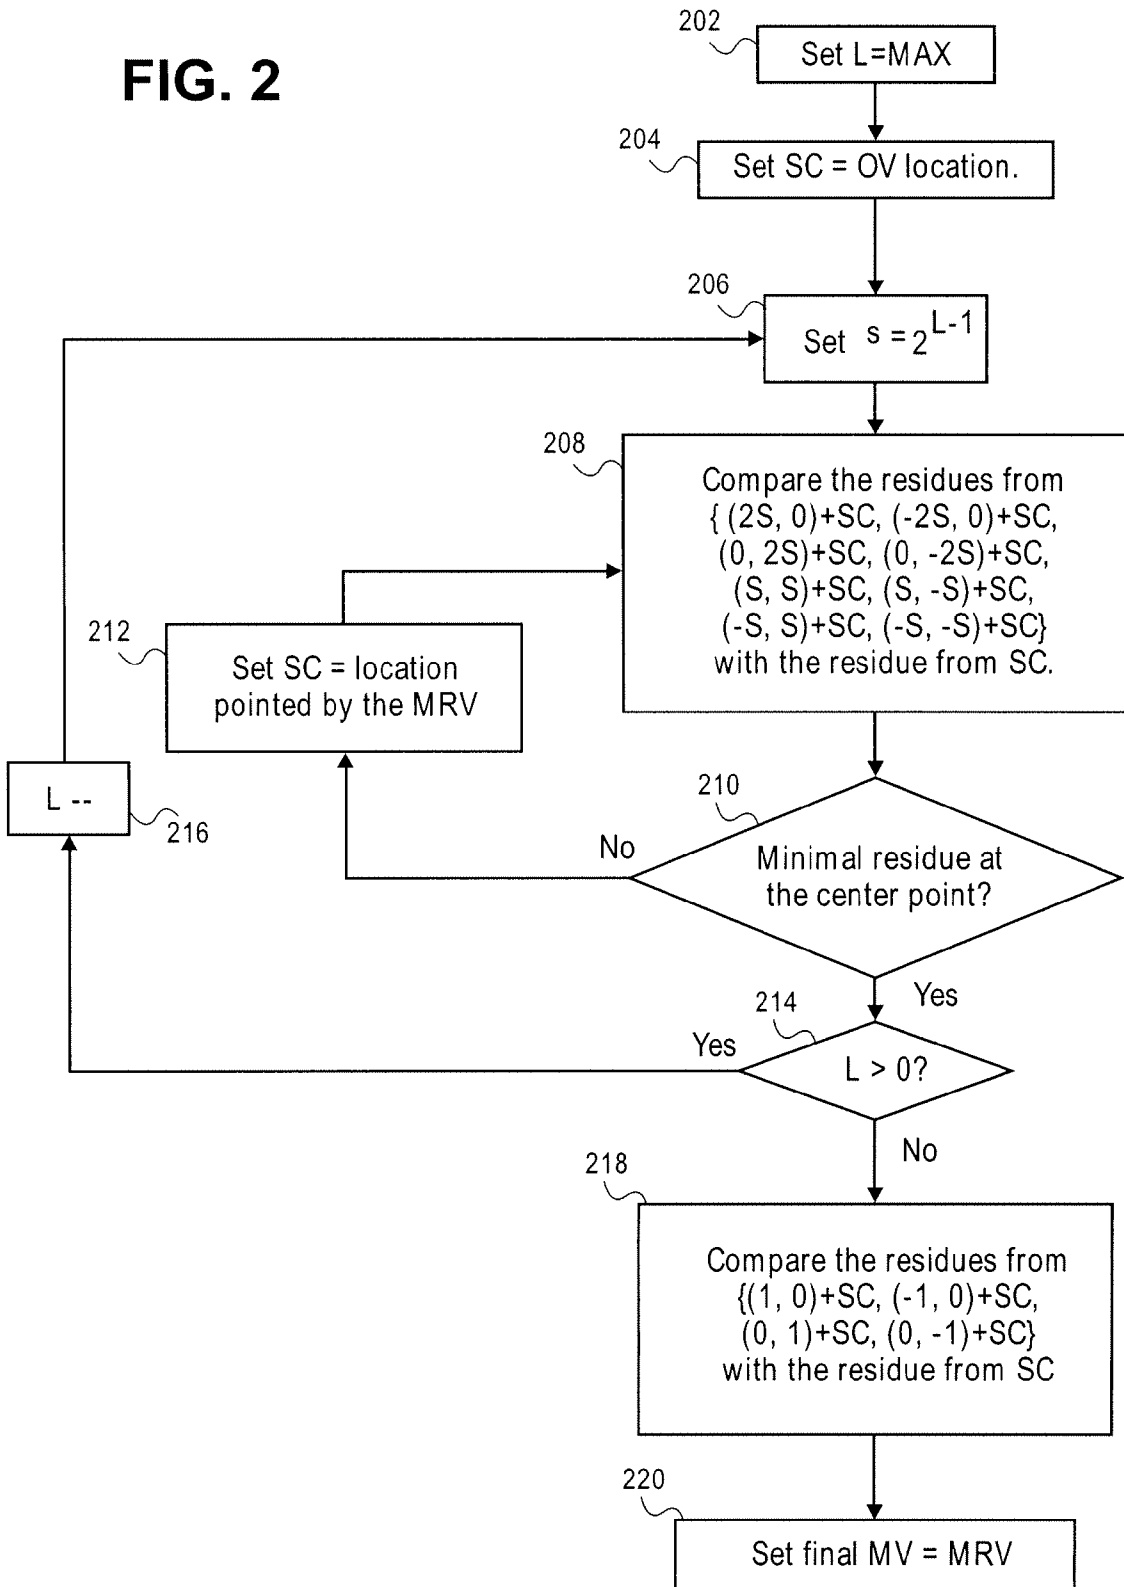 FIG. 2
202
Set L=MAX
204
Set SC = OV location.
206
Set s = 2^L-1
208
Compare the residues from
{ (2S, 0)+SC, (-2S, 0)+SC,
(0, 2S)+SC, (0, -2S)+SC,
(S, S)+SC, (S, -S)+SC,
(-S, S)+SC, (-S, -S)+SC}
with the residue from SC.
212
Set SC = location
pointed by the MRV
L --
216
210
No
Minimal residue at
the center point?
Yes
214
Yes
L > 0?
No
218
Compare the residues from
{(1, 0)+SC, (-1, 0)+SC,
(0, 1)+SC, (0, -1)+SC}
with the residue from SC
220
Set final MV = MRV